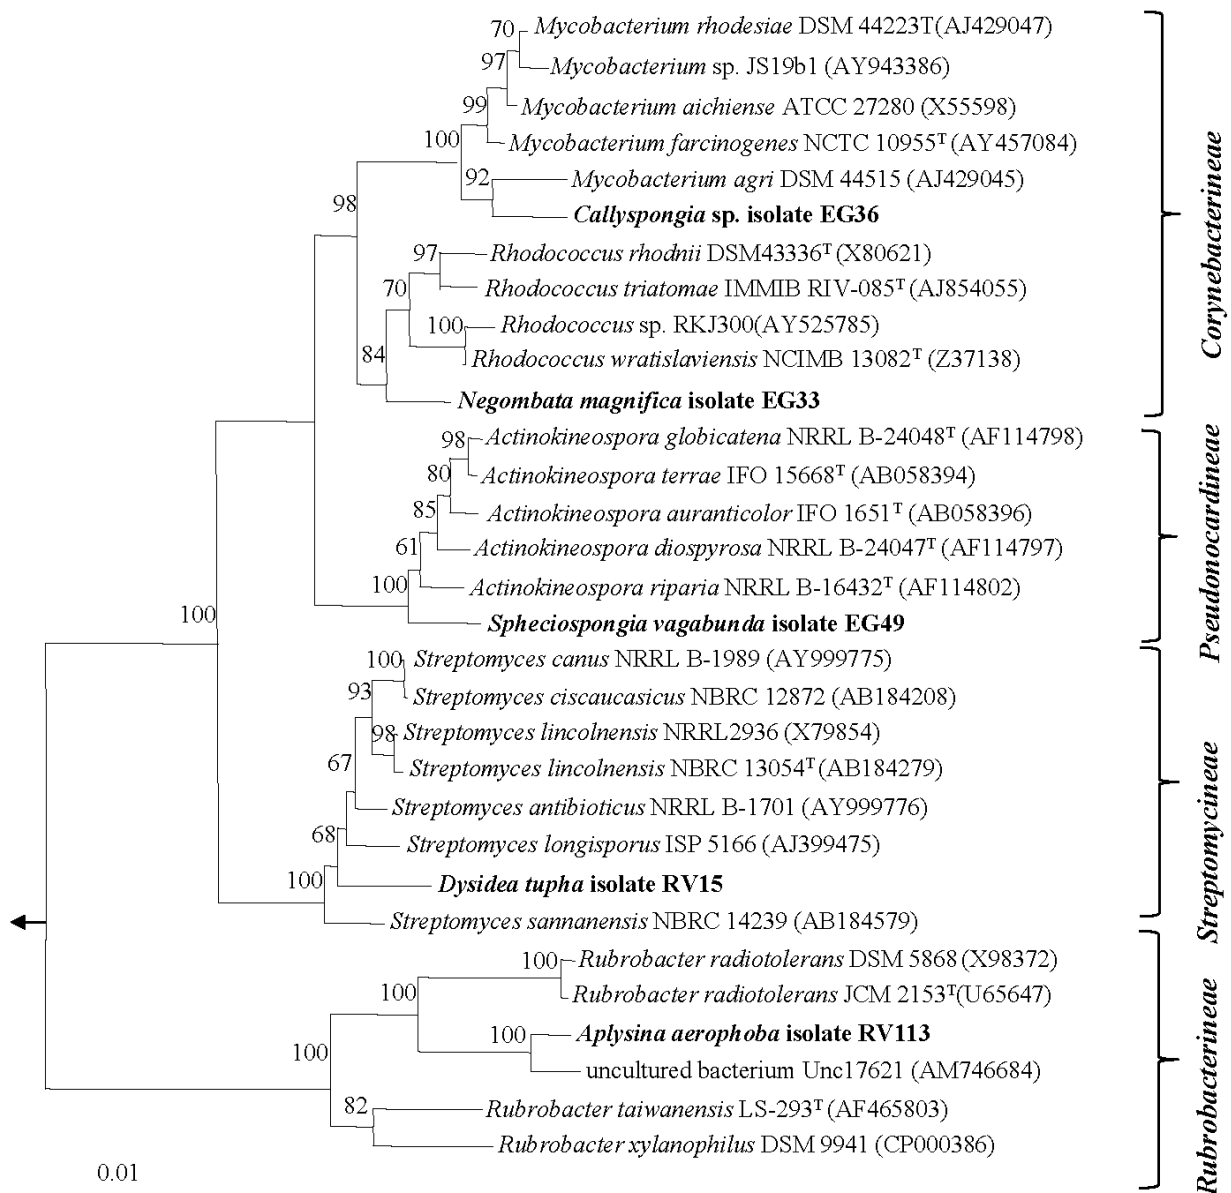 70 Mycobacterium rhodesiae DSM 44223T(AJ429047)
97 Mycobacterium sp. JS19b1 (AY943386)
99 Mycobacterium aichiense ATCC 27280 (X55598)
100 Mycobacterium farcinogenes NCTC 10955ᵀ (AY457084)
92 Mycobacterium agri DSM 44515 (AJ429045)
98 Callyspongia sp. isolate EG36
97 Rhodococcus rhodnii DSM43336ᵀ (X80621)
70 Rhodococcus triatomae IMMIB RIV-085ᵀ (AJ854055)
100 Rhodococcus sp. RKJ300(AY525785)
84 Rhodococcus wratislaviensis NCIMB 13082ᵀ (Z37138)
Negombata magnifica isolate EG33
Corynebacterineae
98 Actinokineospora globicatena NRRL B-24048ᵀ (AF114798)
80 Actinokineospora terrae IFO 15668ᵀ (AB058394)
85 Actinokineospora auranticolor IFO 1651ᵀ (AB058396)
61 Actinokineospora diospyrosa NRRL B-24047ᵀ (AF114797)
100 Actinokineospora riparia NRRL B-16432ᵀ (AF114802)
100 Spheciospongia vagabunda isolate EG49
Pseudonocardineae
100 Streptomyces canus NRRL B-1989 (AY999775)
93 Streptomyces ciscaucasicus NBRC 12872 (AB184208)
98 Streptomyces lincolnensis NRRL2936 (X79854)
67 Streptomyces lincolnensis NBRC 13054ᵀ (AB184279)
Streptomyces antibioticus NRRL B-1701 (AY999776)
68 Streptomyces longisporus ISP 5166 (AJ399475)
100 Dysidea tupha isolate RV15
Streptomyces sannanensis NBRC 14239 (AB184579)
Streptomycineae
100 Rubrobacter radiotolerans DSM 5868 (X98372)
100 Rubrobacter radiotolerans JCM 2153ᵀ(U65647)
100 Aplysina aerophoba isolate RV113
100 uncultured bacterium Unc17621 (AM746684)
82 Rubrobacter taiwanensis LS-293ᵀ (AF465803)
Rubrobacter xylanophilus DSM 9941 (CP000386)
Rubrobacterineae
0.01